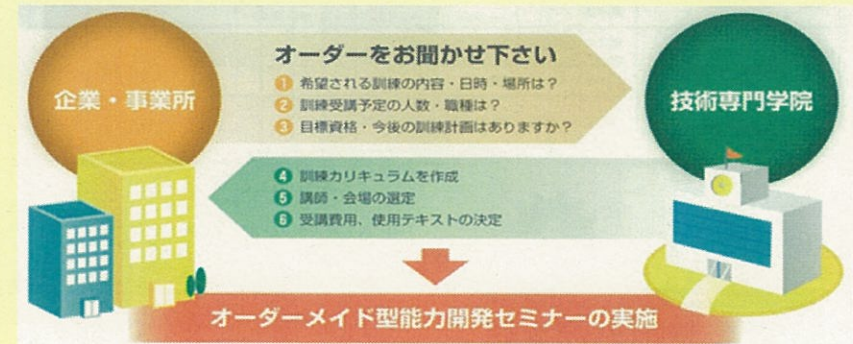 企業・事業所
オーダーをお聞かせ下さい
1 希望される訓練の内容・日時・場所は？
2 訓練受講予定の人数・職種は？
3 目標資格・今後の訓練計画はありますか？
技術専門学院
4 訓練カリキュラムを作成
5 講師・会場の選定
6 受講費用、使用テキストの決定
オーダーメイド型能力開発セミナーの実施